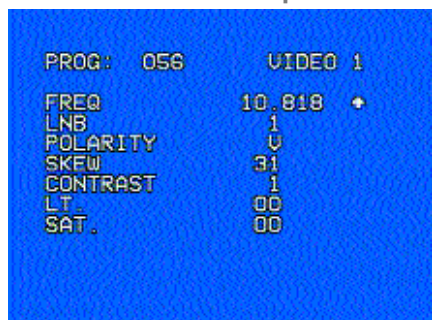 PROG: 056 VIDEO 1
FREQ 10.818
LNB 1
POLARITY V
SKEW 31
CONTRAST 1
LT. 00
SAT. 00